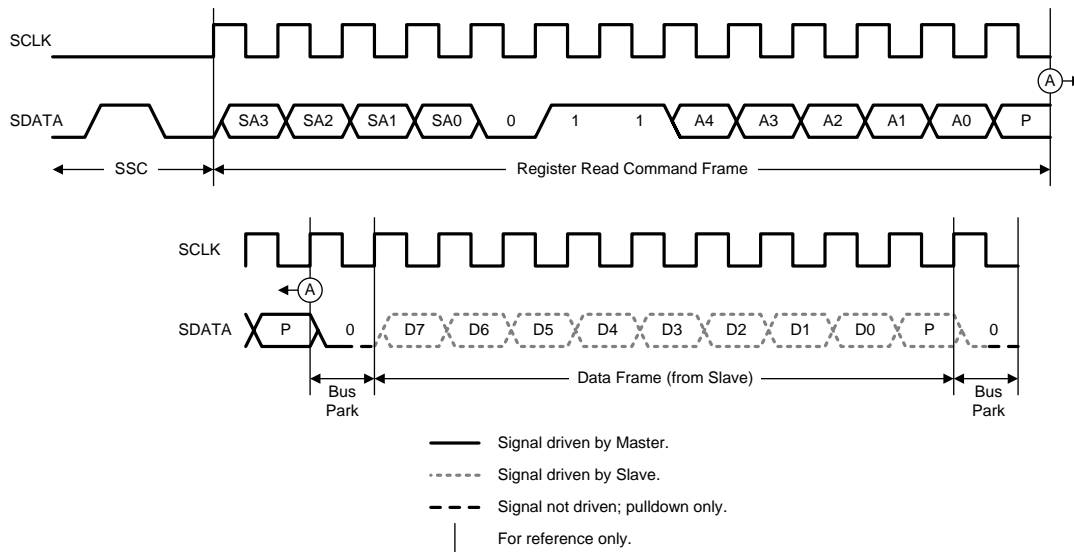 SCLK
A
SDATA SA3 SA2 SA1 SA0 0 1 1 A4 A3 A2 A1 A0 P
SSC Register Read Command Frame
SCLK
A
SDATA P 0 D7 D6 D5 D4 D3 D2 D1 D0 P 0
Bus Park Data Frame (from Slave) Bus Park
Signal driven by Master.
Signal driven by Slave.
Signal not driven; pulldown only.
For reference only.